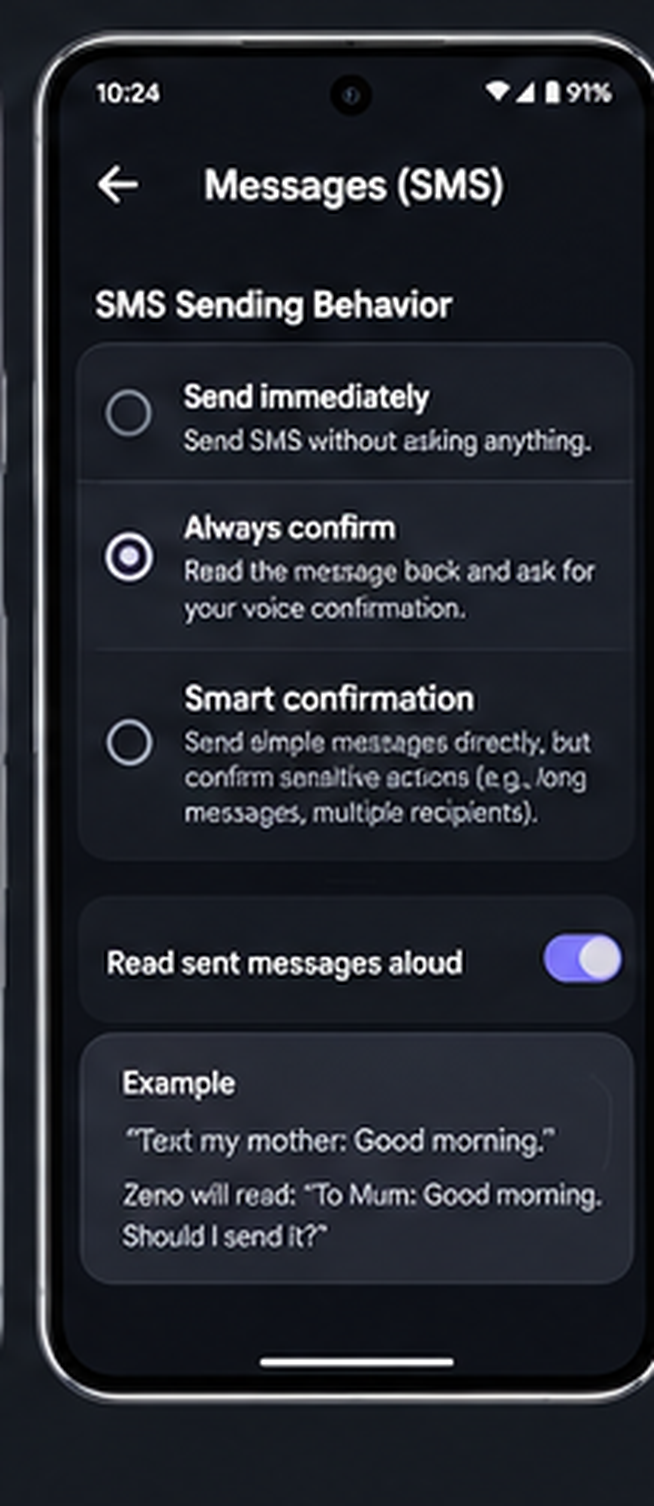 10:24
91%
Messages (SMS)
SMS Sending Behavior
Send immediately
Send SMS without asking anything.
Always confirm
Read the message back and ask for
your voice confirmation.
Smart confirmation
Send simple messages directly, but
confirm sensitive actions (e.g., long
messages, multiple recipients).
Read sent messages aloud
Example
"Text my mother: Good morning."
Zeno will read: "To Mum: Good morning.
Should I send it?"